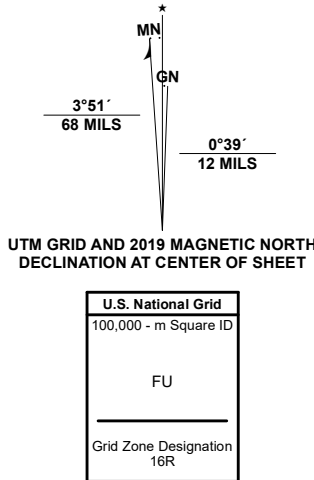 ★
MN
GN
3°51´
68 MILS
0°39´
12 MILS
UTM GRID AND 2019 MAGNETIC NORTH
DECLINATION AT CENTER OF SHEET
U.S. National Grid
100,000 - m Square ID
FU
Grid Zone Designation
16R